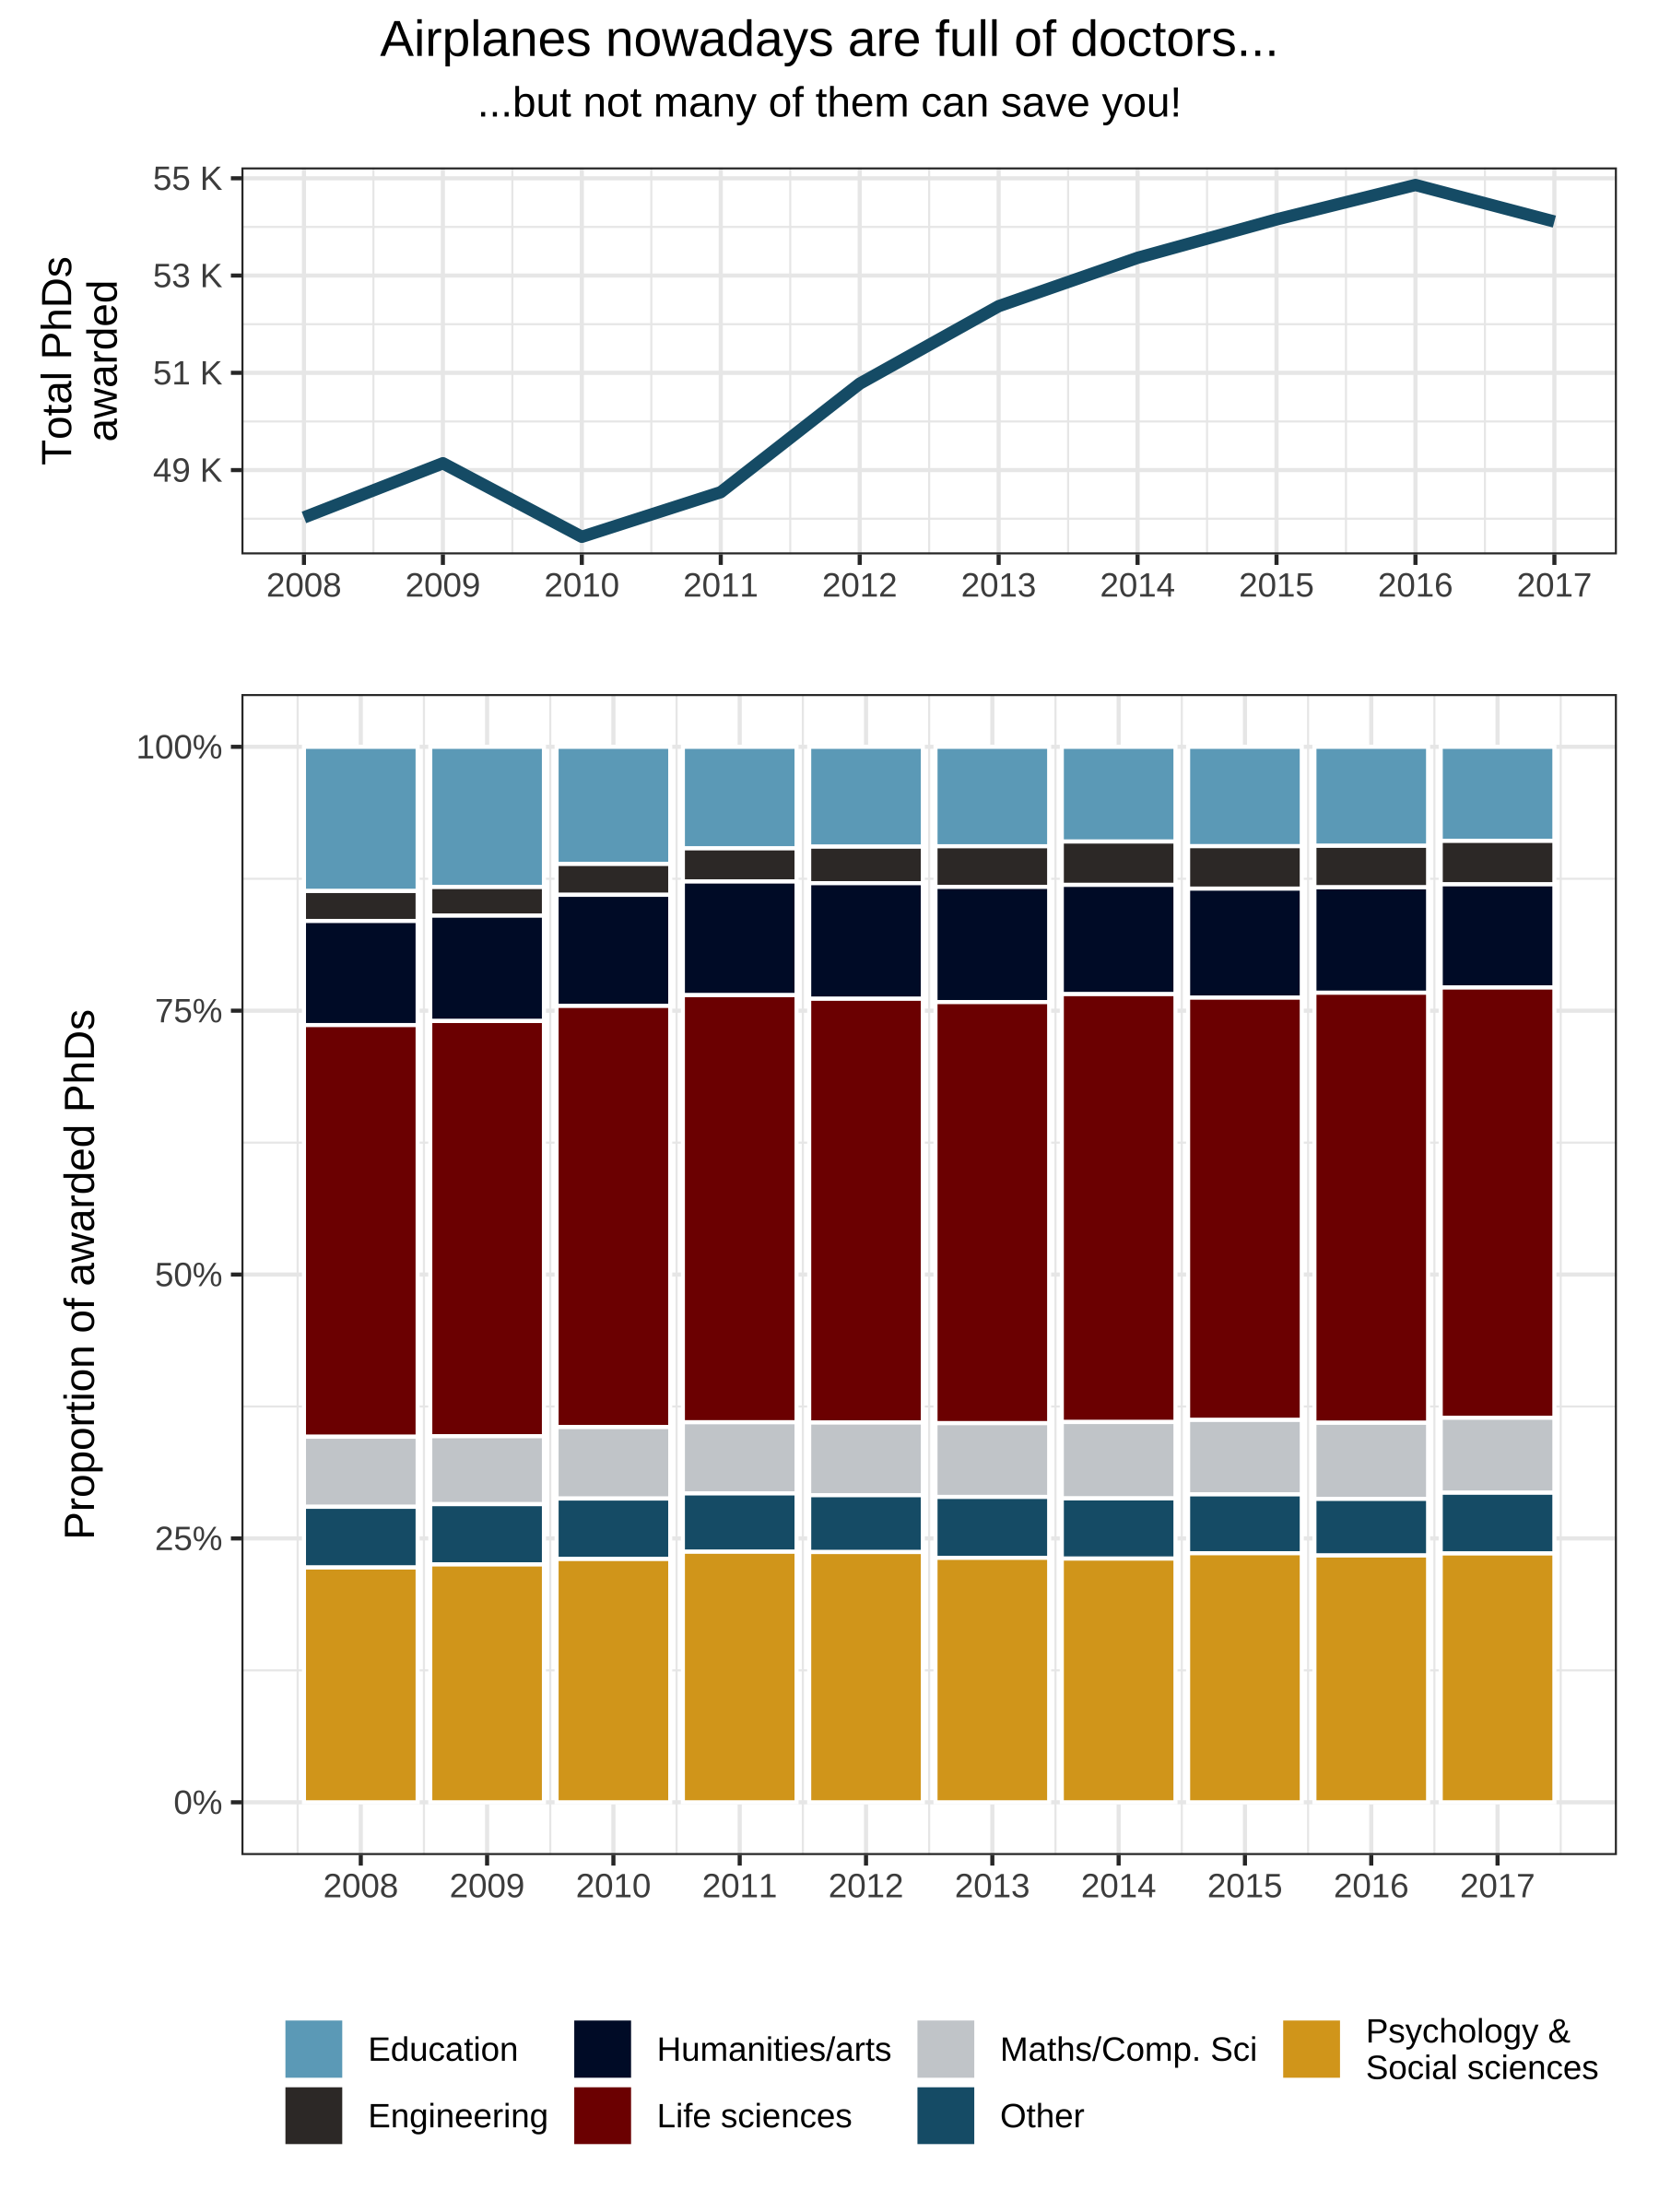 Airplanes nowadays are full of doctors...
...but not many of them can save you!
Total PhDs
awarded
55 K
53 K
51 K
49 K
2008 2009 2010 2011 2012 2013 2014 2015 2016 2017
Proportion of awarded PhDs
100%
75%
50%
25%
0%
2008 2009 2010 2011 2012 2013 2014 2015 2016 2017
Education
Engineering
Humanities/arts
Life sciences
Maths/Comp. Sci
Other
Psychology &
Social sciences